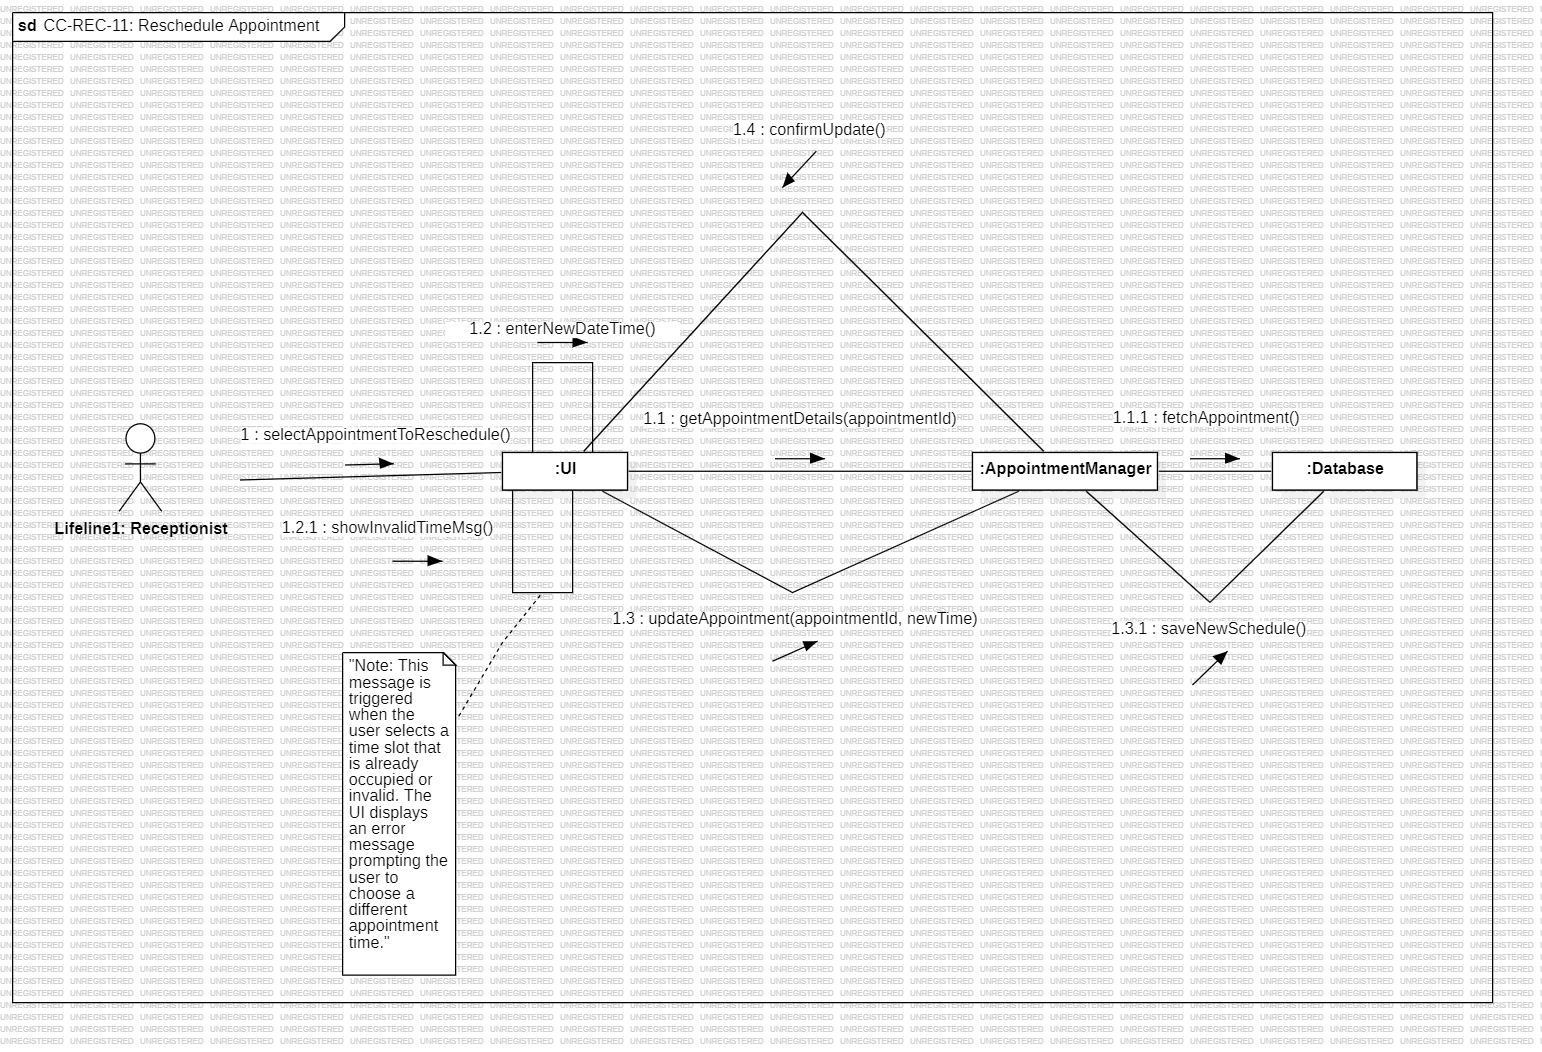 sd CC-REC-11: Reschedule Appointment
1.4 : confirmUpdate()
1.2 : enterNewDateTime()
1.1 : getAppointmentDetails(appointmentId)
1.1.1 : fetchAppointment()
1 : selectAppointmentToReschedule()
:UI
:AppointmentManager
:Database
Lifeline1: Receptionist
1.2.1 : showInvalidTimeMsg()
1.3 : updateAppointment(appointmentId, newTime)
1.3.1 : saveNewSchedule()
"Note: This
message is
triggered
when the
user selects a
time slot that
is already
occupied or
invalid. The
UI displays
an error
message
prompting the
user to
choose a
different
appointment
time."
UNREGISTERED